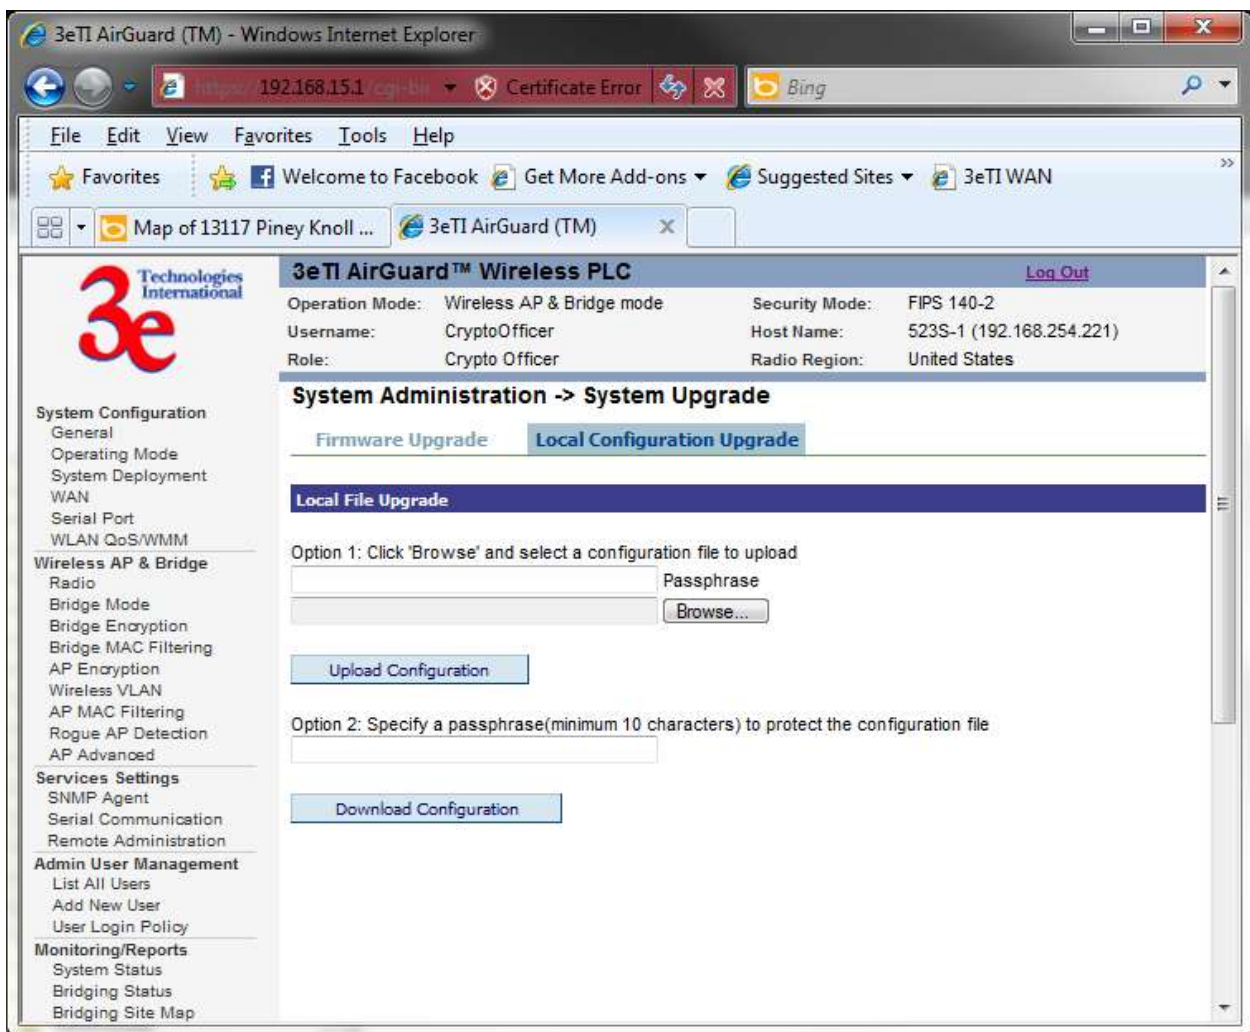 3eTI AirGuard (TM) - Windows Internet Explorer
https://192.168.15.1/cgi-bi Certificate Error Bing
File Edit View Favorites Tools Help
Favorites Welcome to Facebook Get More Add-ons Suggested Sites 3eTI WAN
Map of 13117 Piney Knoll ... 3eTI AirGuard (TM)
3e Technologies International
3eTI AirGuard™ Wireless PLC Log Out
Operation Mode: Wireless AP & Bridge mode Security Mode: FIPS 140-2
Username: CryptoOfficer Host Name: 523S-1 (192.168.254.221)
Role: Crypto Officer Radio Region: United States
System Configuration
General
Operating Mode
System Deployment
WAN
Serial Port
WLAN QoS/WMM
Wireless AP & Bridge
Radio
Bridge Mode
Bridge Encryption
Bridge MAC Filtering
AP Encryption
Wireless VLAN
AP MAC Filtering
Rogue AP Detection
AP Advanced
Services Settings
SNMP Agent
Serial Communication
Remote Administration
Admin User Management
List All Users
Add New User
User Login Policy
Monitoring/Reports
System Status
Bridging Status
Bridging Site Map
System Administration -> System Upgrade
Firmware Upgrade Local Configuration Upgrade
Local File Upgrade
Option 1: Click 'Browse' and select a configuration file to upload
Passphrase
Browse...
Upload Configuration
Option 2: Specify a passphrase(minimum 10 characters) to protect the configuration file
Download Configuration